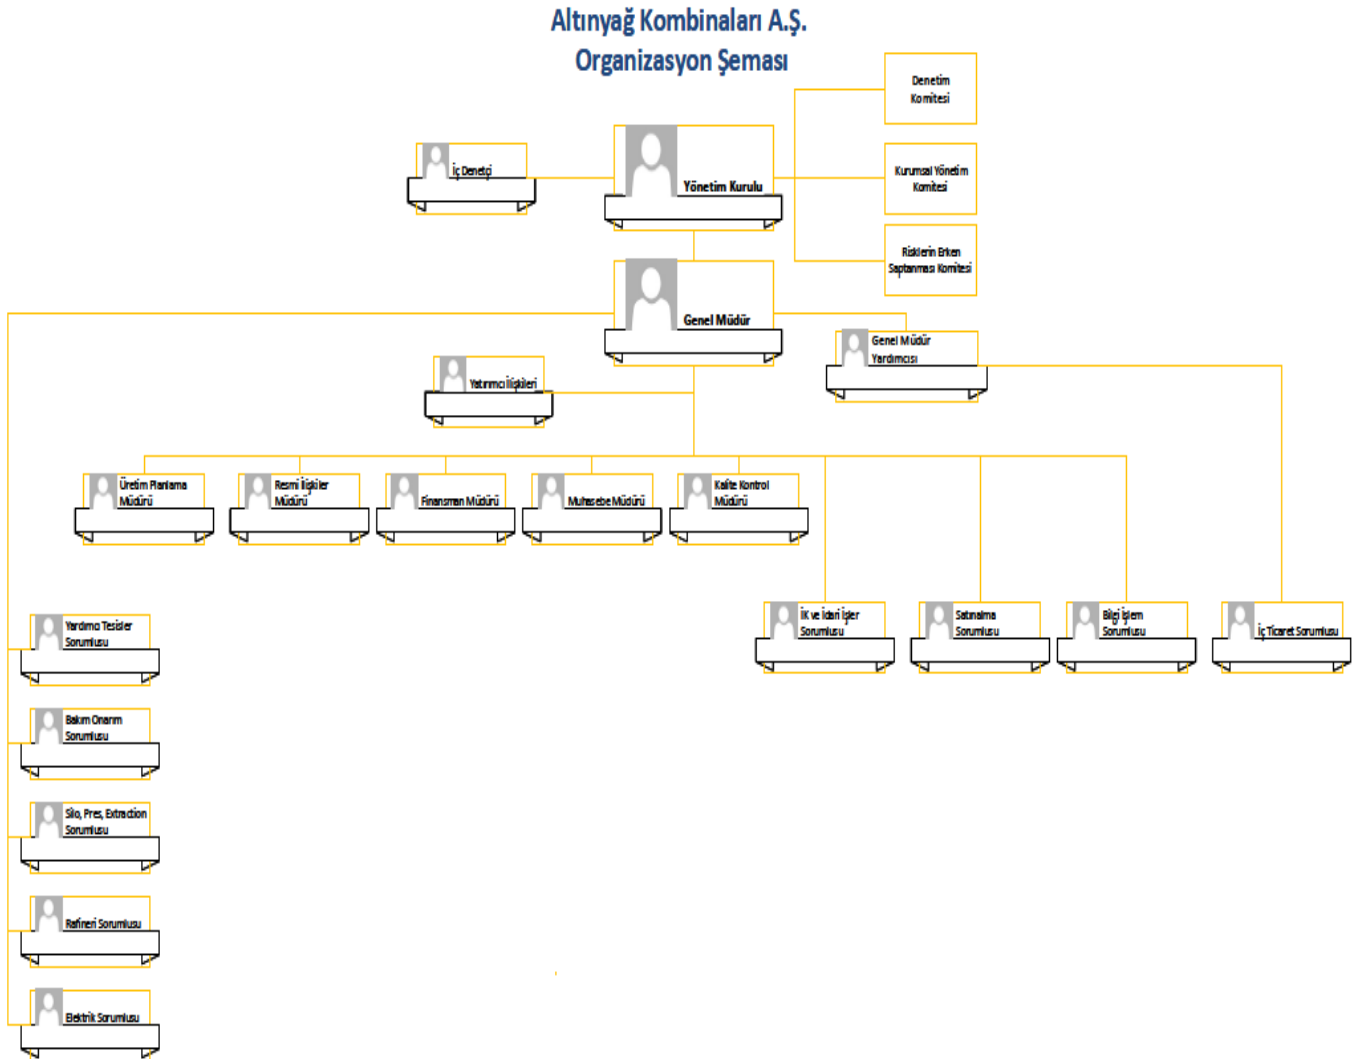 Altınyağ Kombinaları A.Ş.
Organizasyon Şeması
Denetim
Komitesi
İç Denetçi
Yönetim Kurulu
Kurumsal Yönetim
Komitesi
Risklerin Erken
Saptanması Komitesi
Genel Müdür
Genel Müdür
Yardımcısı
Yatırımcı İlişkileri
Üretim Planlama
Müdürü
Resmi İlişkiler
Müdürü
Finansman Müdürü
Muhasebe Müdürü
Kalite Kontrol
Müdürü
İK ve İdari İşler
Sorumlusu
Satınalma
Sorumlusu
Bilgi İşlem
Sorumlusu
İç Ticaret Sorumlusu
Yardımcı Tesisler
Sorumlusu
Bakım Onarım
Sorumlusu
Silo, Pres, Extraction
Sorumlusu
Rafineri Sorumlusu
Elektrik Sorumlusu